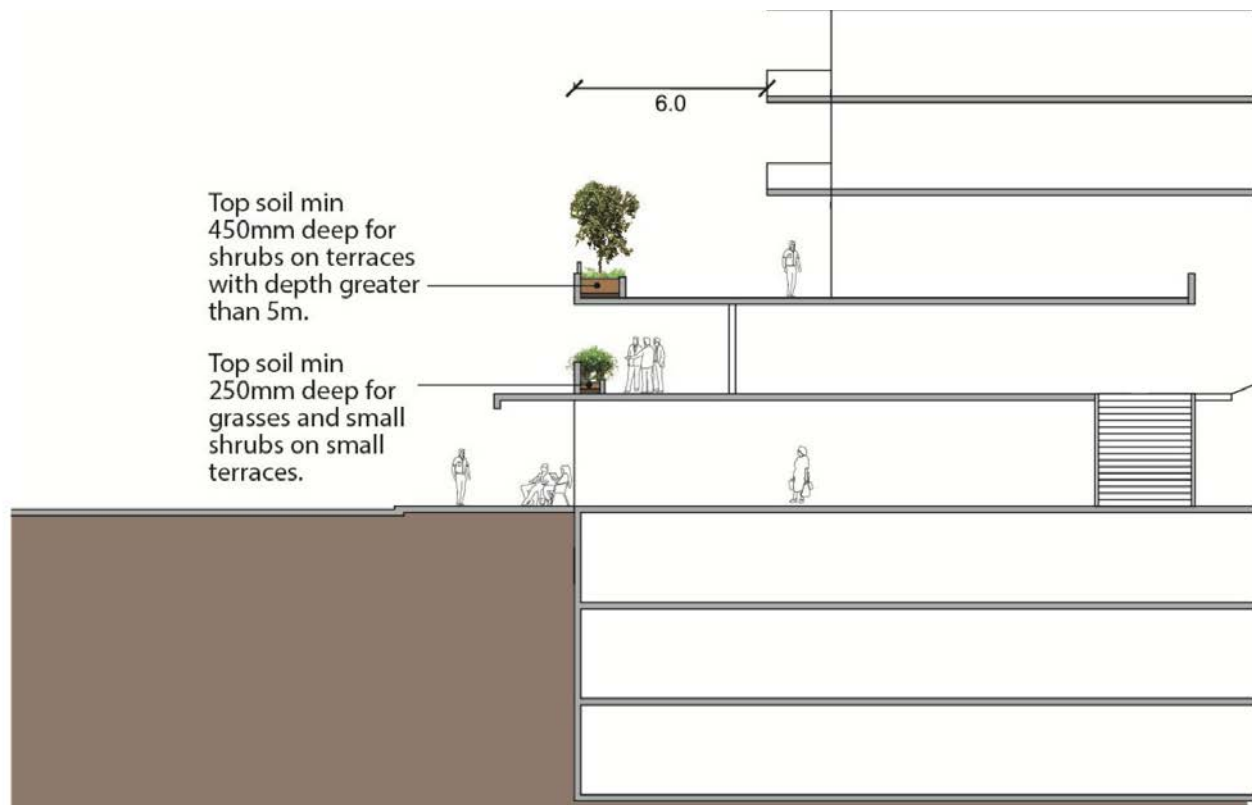 6.0
Top soil min
450mm deep for
shrubs on terraces
with depth greater
than 5m.
Top soil min
250mm deep for
grasses and small
shrubs on small
terraces.